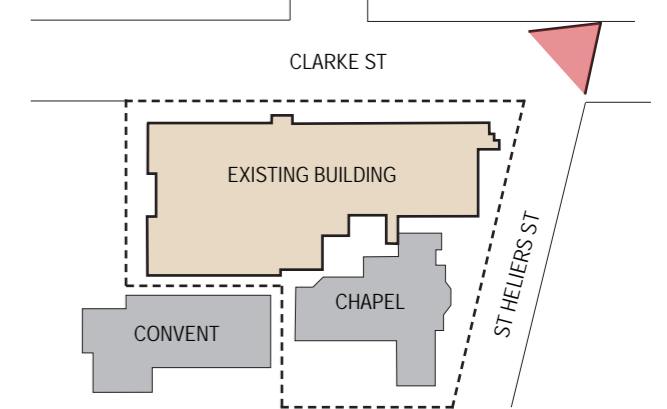 CLARKE ST
EXISTING BUILDING
ST HELIERS ST
CHAPEL
CONVENT